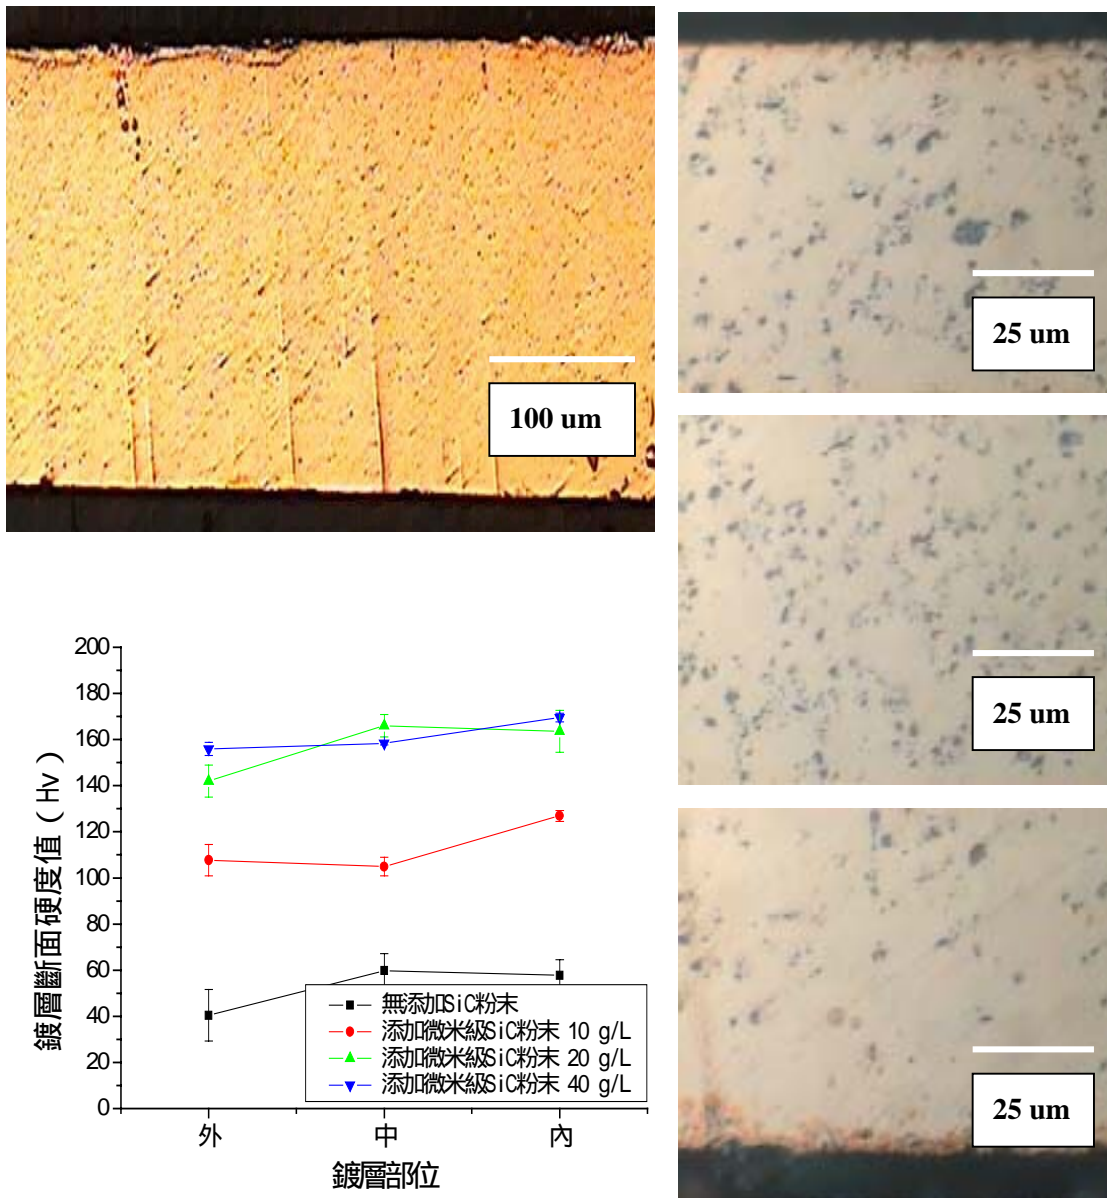 100 um
25 um
25 um
25 um
鍍層斷面硬度值 ( Hv )
200
180
160
140
120
100
80
60
40
20
0
無添加SiC粉末
添加微米級SiC粉末 10 g/L
添加微米級SiC粉末 20 g/L
添加微米級SiC粉末 40 g/L
外 中 內
鍍層部位